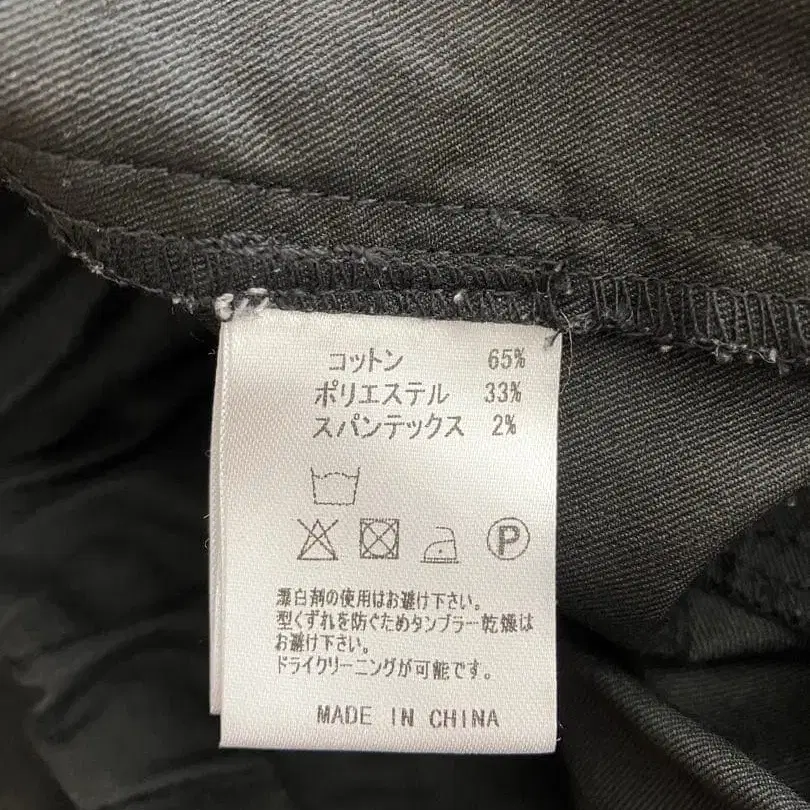 コットン 65%
ポリエステル 33%
スパンテックス 2%
P
漂白剤の使用はお避け下さい。
型くずれを防ぐためタンブラー乾燥は
お避け下さい。
ドライクリーニングが可能です。
MADE IN CHINA